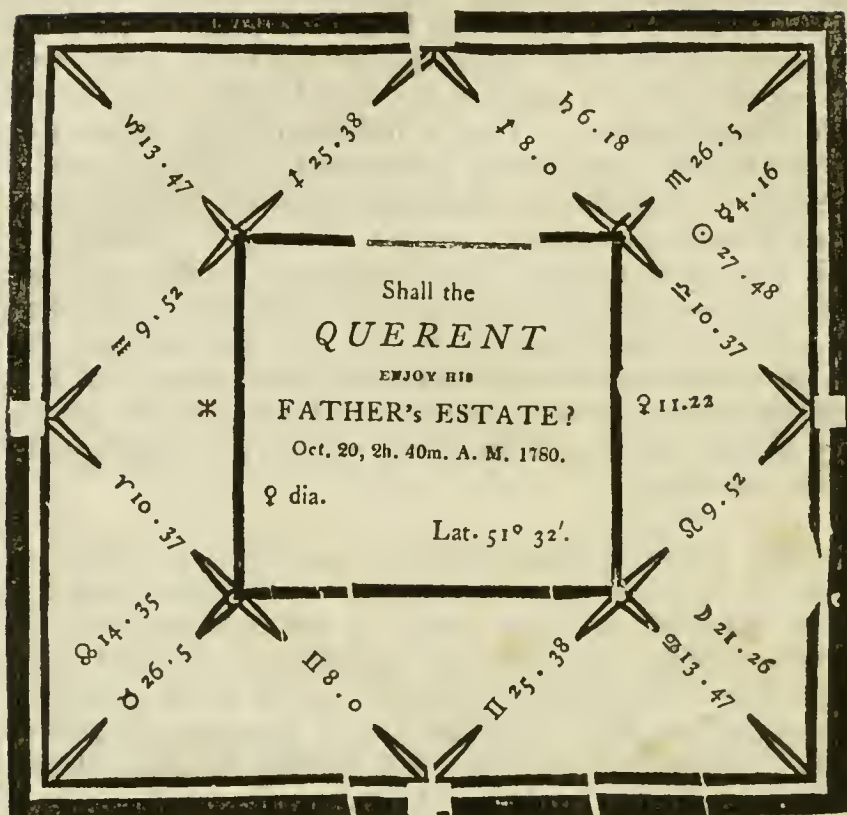 ♑ 13.47
♐ 25.38
♄ 6.18
♐ 8.0
♏ 26.5
☿ 4.16
☉ 27.48
♎ 10.37
♒ 9.52
Shall the
QUERENT
ENJOY HIS
FATHER's ESTATE?
Oct. 20, 2h. 40m. A. M. 1780.
♀ dia.
Lat. 51° 32'.
♓
♀ 11.22
♈ 10.37
♌ 9.52
☊ 14.35
♉ 26.5
♊ 8.0
♊ 25.38
☽ 21.26
♋ 13.47